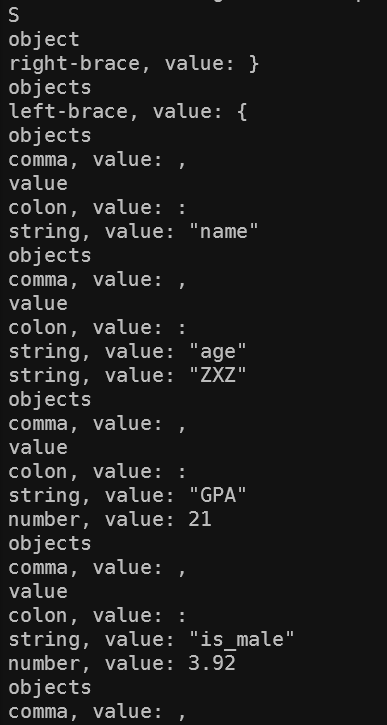 S
object
right-brace, value: }
objects
left-brace, value: {
objects
comma, value: ,
value
colon, value: :
string, value: "name"
objects
comma, value: ,
value
colon, value: :
string, value: "age"
string, value: "ZXZ"
objects
comma, value: ,
value
colon, value: :
string, value: "GPA"
number, value: 21
objects
comma, value: ,
value
colon, value: :
string, value: "is_male"
number, value: 3.92
objects
comma, value: ,